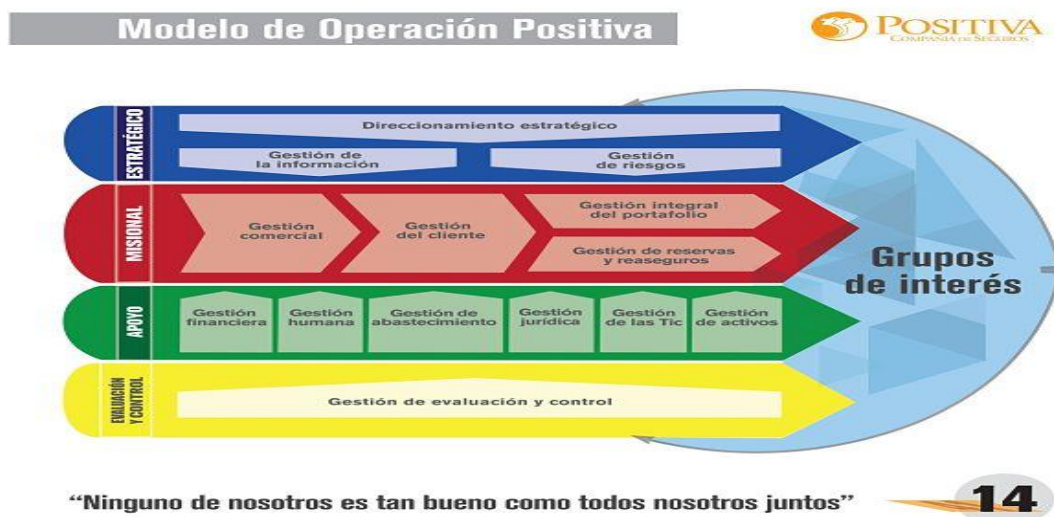 Modelo de Operación Positiva
POSITIVA
COMPAÑÍA DE SEGUROS
ESTRATÉGICO
Direccionamiento estratégico
Gestión de
la información
Gestión
de riesgos
MISIONAL
Gestión
comercial
Gestión
del cliente
Gestión integral
del portafolio
Gestión de reservas
y reaseguros
Grupos
de interés
APOYO
Gestión
financiera
Gestión
humana
Gestión de
abastecimiento
Gestión
jurídica
Gestión
de las Tic
Gestión
de activos
EVALUACIÓN
Y CONTROL
Gestión de evaluación y control
“Ninguno de nosotros es tan bueno como todos nosotros juntos”
14